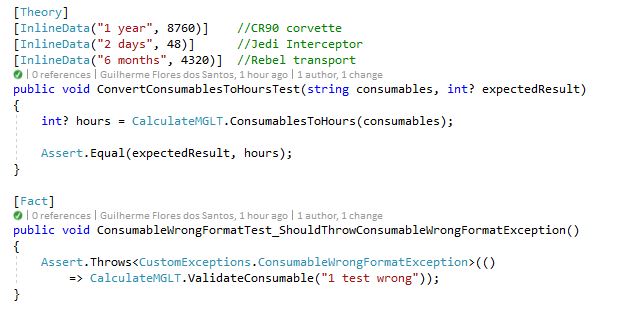 [Theory]
[InlineData("1 year", 8760)]    //CR90 corvette
[InlineData("2 days", 48)]      //Jedi Interceptor
[InlineData("6 months", 4320)]  //Rebel transport
| 0 references | Guilherme Flores dos Santos, 1 hour ago | 1 author, 1 change
public void ConvertConsumablesToHoursTest(string consumables, int? expectedResult)
{
    int? hours = CalculateMGLT.ConsumablesToHours(consumables);
    Assert.Equal(expectedResult, hours);
}
[Fact]
| 0 references | Guilherme Flores dos Santos, 1 hour ago | 1 author, 1 change
public void ConsumableWrongFormatTest_ShouldThrowConsumableWrongFormatException()
{
    Assert.Throws<CustomExceptions.ConsumableWrongFormatException>(()
        => CalculateMGLT.ValidateConsumable("1 test wrong"));
}